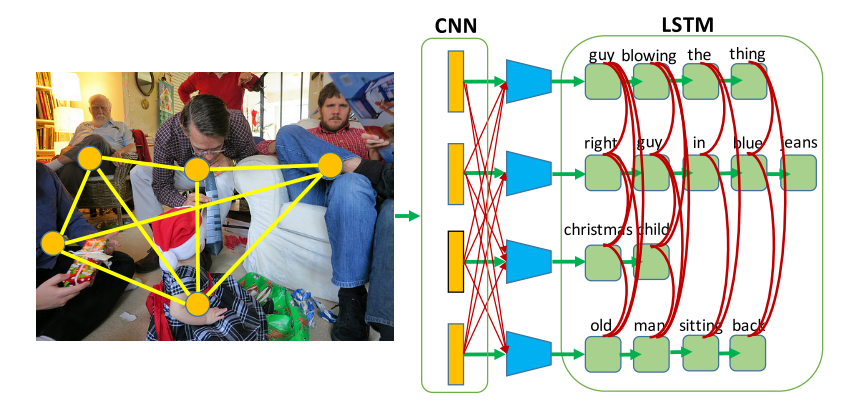 CNN
LSTM
guy blowing the thing
right guy in blue jeans
christmas child
old man sitting back